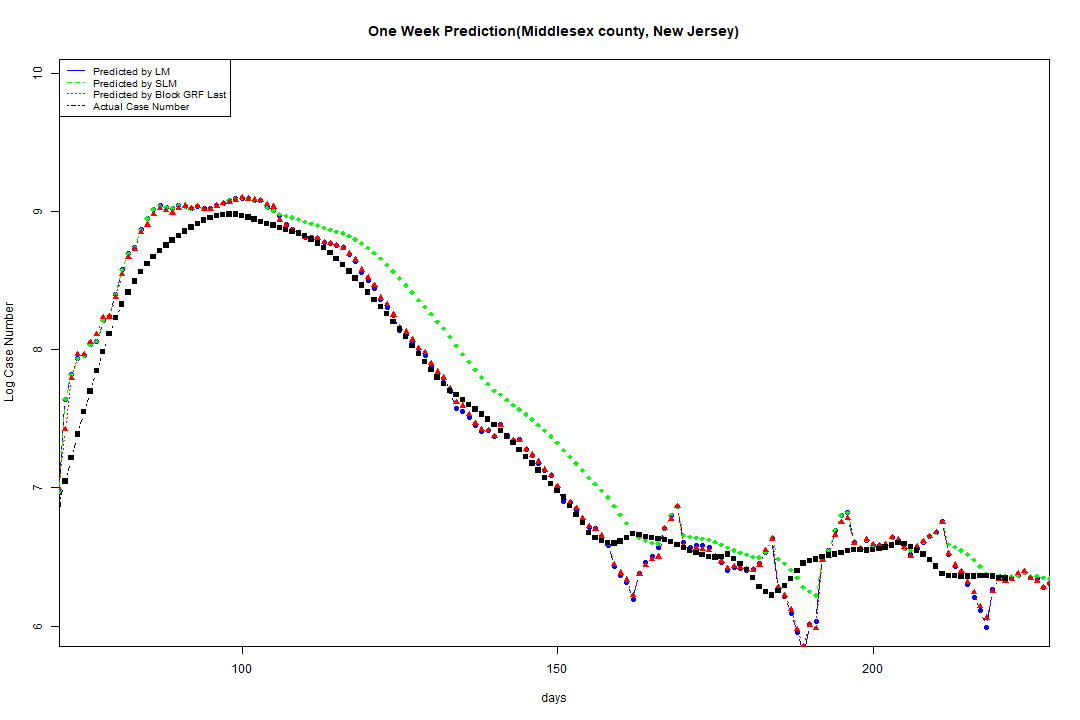 One Week Prediction(Middlesex county, New Jersey)
Predicted by LM
Predicted by SLM
Predicted by Block GRF Last
Actual Case Number
10
9
8
7
6
Log Case Number
100
150
200
days